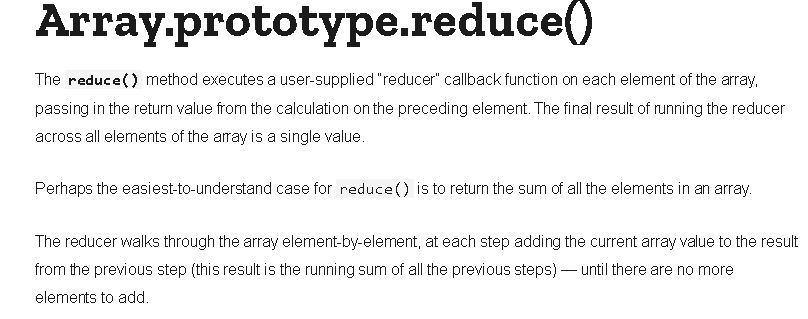 Array.prototype.reduce()
The reduce() method executes a user-supplied "reducer" callback function on each element of the array,
passing in the return value from the calculation on the preceding element. The final result of running the reducer
across all elements of the array is a single value.
Perhaps the easiest-to-understand case for reduce() is to return the sum of all the elements in an array.
The reducer walks through the array element-by-element, at each step adding the current array value to the result
from the previous step (this result is the running sum of all the previous steps) — until there are no more
elements to add.